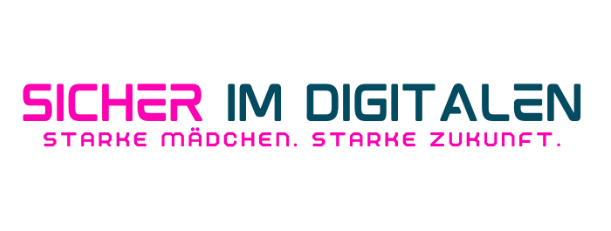 SICHER IM DIGITALEN
STARKE MÄDCHEN. STARKE ZUKUNFT.